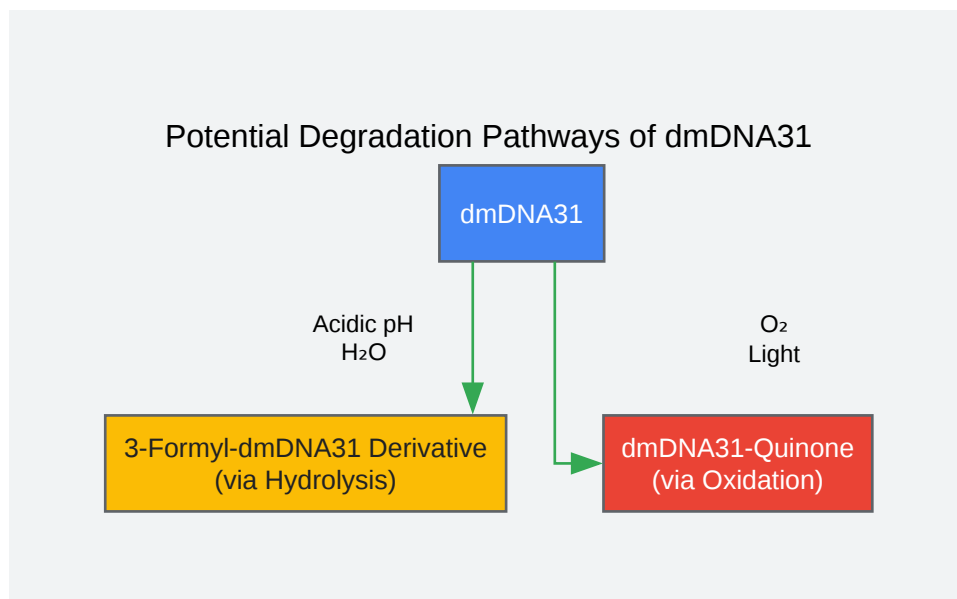 Potential Degradation Pathways of dmDNA31
dmDNA31
Acidic pH
H₂O
O₂
Light
3-Formyl-dmDNA31 Derivative
(via Hydrolysis)
dmDNA31-Quinone
(via Oxidation)